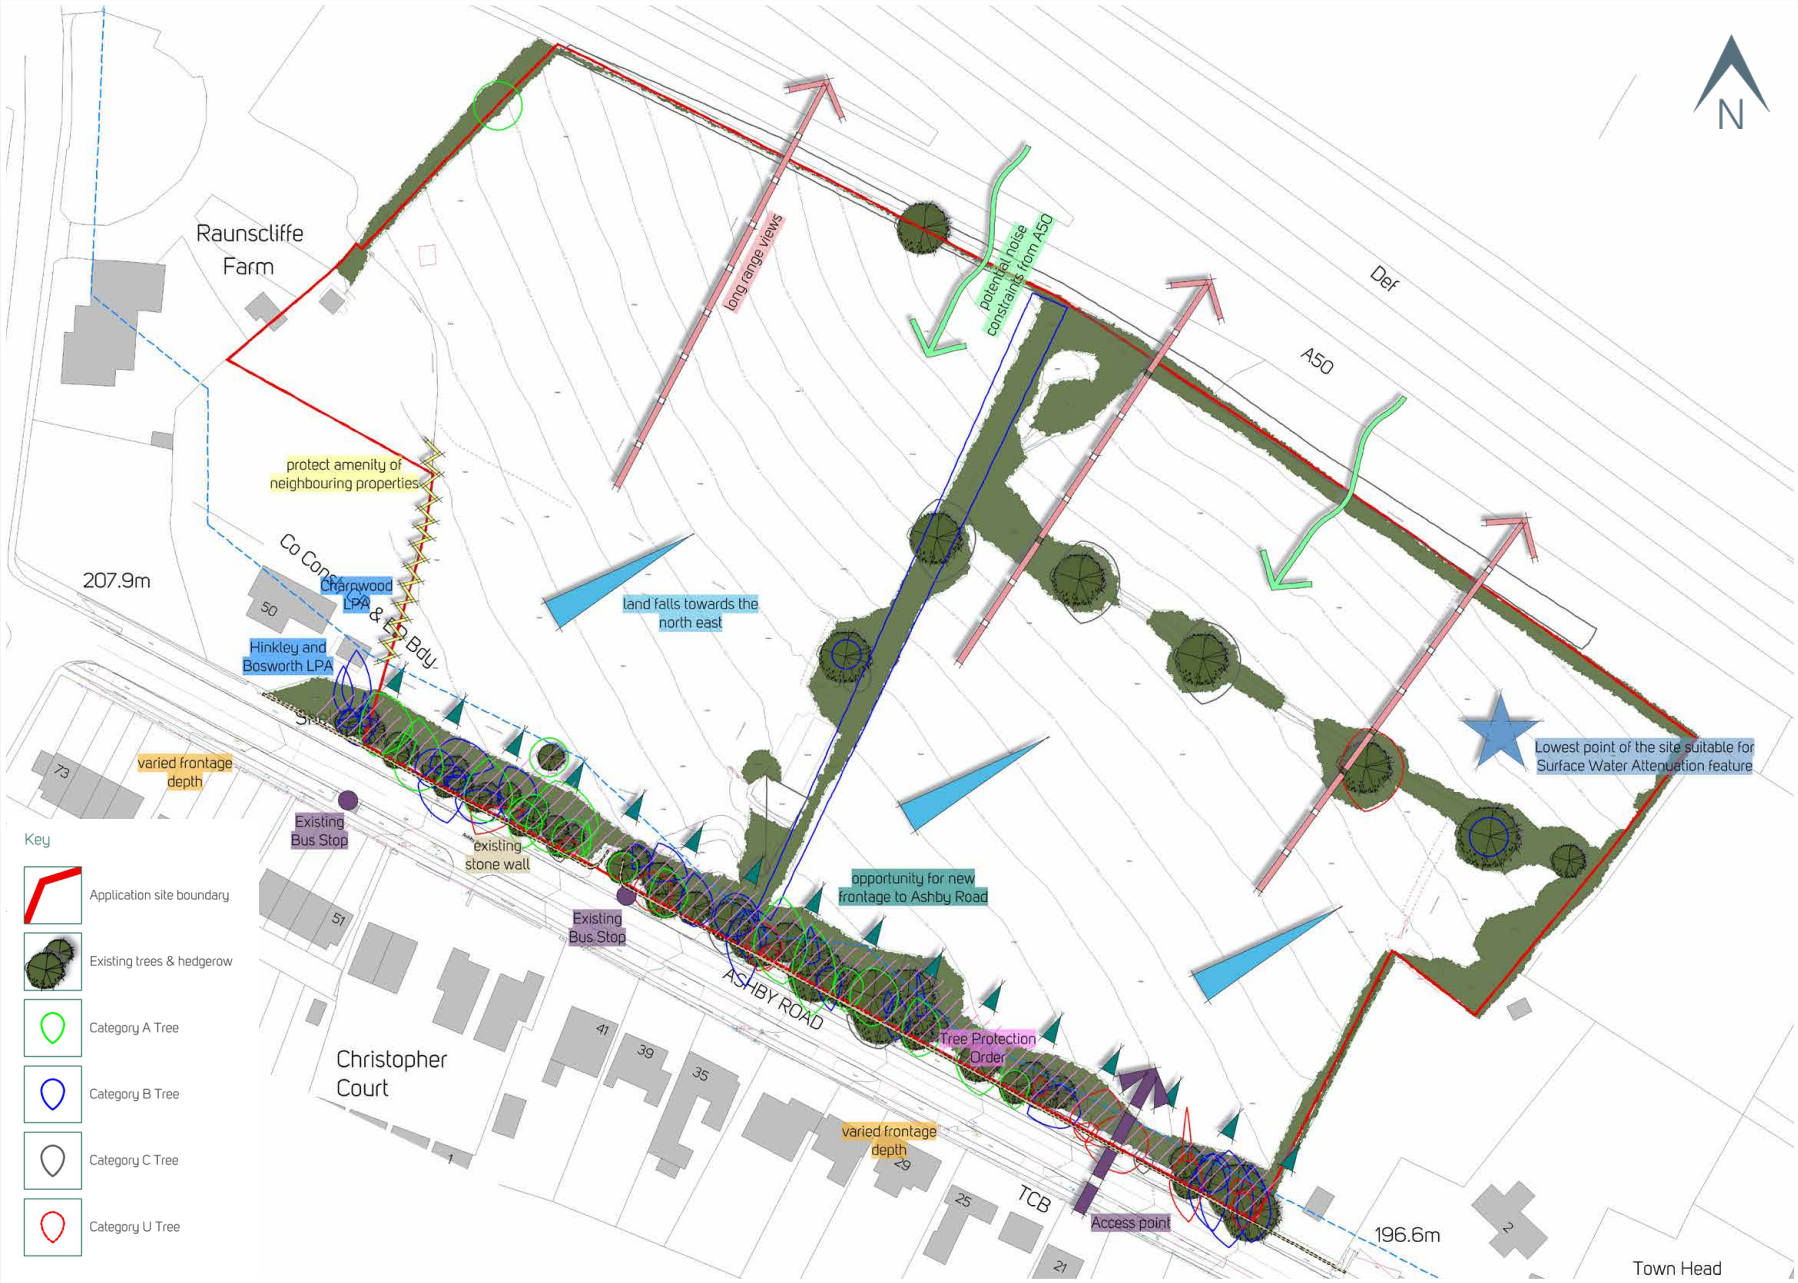 N
Raunscliffe
Farm
long range views
potential noise
constraints from A50
Def
A50
protect amenity of
neighbouring properties
207.9m
Co Cons
& ED Bdy
Charnwood
LPA
50
Hinkley and
Bosworth LPA
land falls towards the
north east
Lowest point of the site suitable for
Surface Water Attenuation feature
varied frontage
depth
73
Existing
Bus Stop
existing
stone wall
51
Existing
Bus Stop
opportunity for new
frontage to Ashby Road
ASHBY ROAD
Tree Protection
Order
Christopher
Court
41
39
35
1
varied frontage
depth
29
25
21
TCB
Access point
196.6m
2
Town Head
Key
Application site boundary
Existing trees & hedgerow
Category A Tree
Category B Tree
Category C Tree
Category U Tree